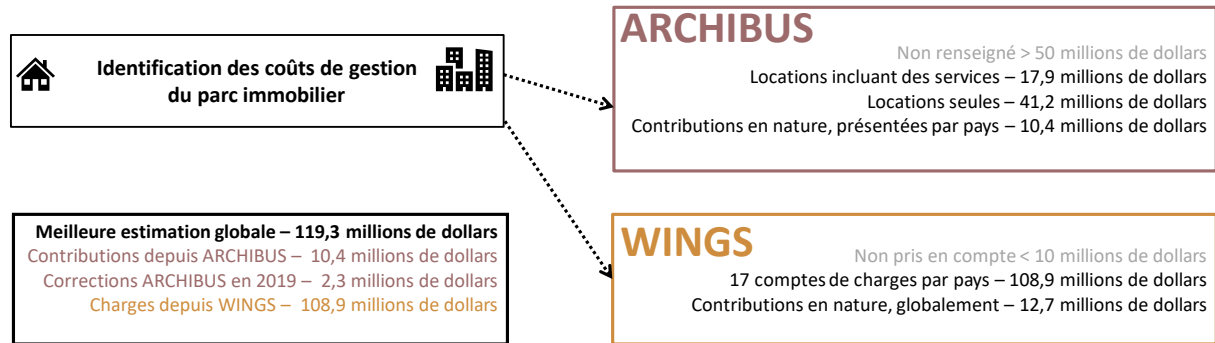 Identification des coûts de gestion
du parc immobilier
ARCHIBUS
Non renseigné > 50 millions de dollars
Locations incluant des services – 17,9 millions de dollars
Locations seules – 41,2 millions de dollars
Contributions en nature, présentées par pays – 10,4 millions de dollars
Meilleure estimation globale – 119,3 millions de dollars
Contributions depuis ARCHIBUS – 10,4 millions de dollars
Corrections ARCHIBUS en 2019 – 2,3 millions de dollars
Charges depuis WINGS – 108,9 millions de dollars
WINGS
Non pris en compte < 10 millions de dollars
17 comptes de charges par pays – 108,9 millions de dollars
Contributions en nature, globalement – 12,7 millions de dollars